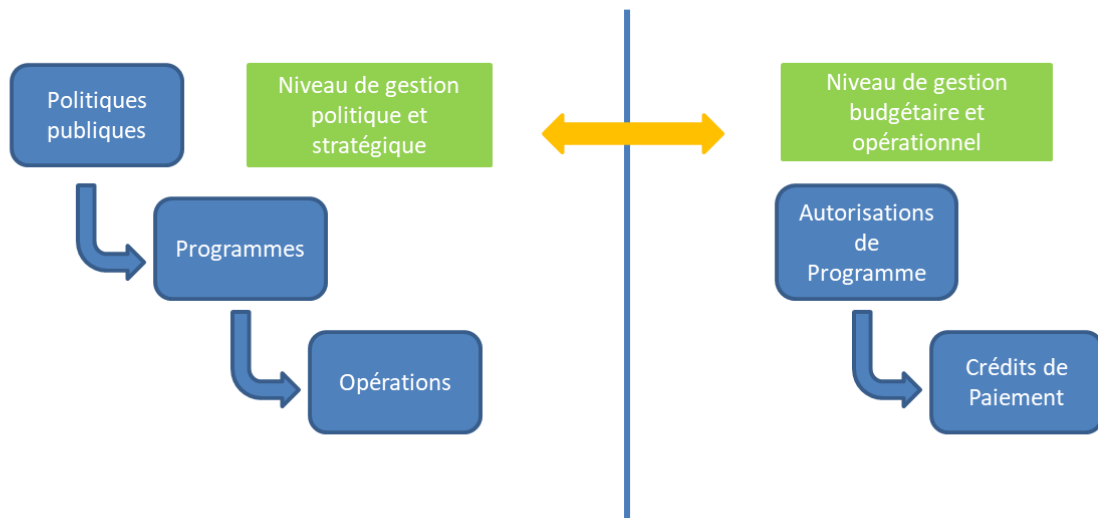 Politiques
publiques
Niveau de gestion
politique et
stratégique
Programmes
Opérations
Niveau de gestion
budgétaire et
opérationnel
Autorisations
de
Programme
Crédits de
Paiement